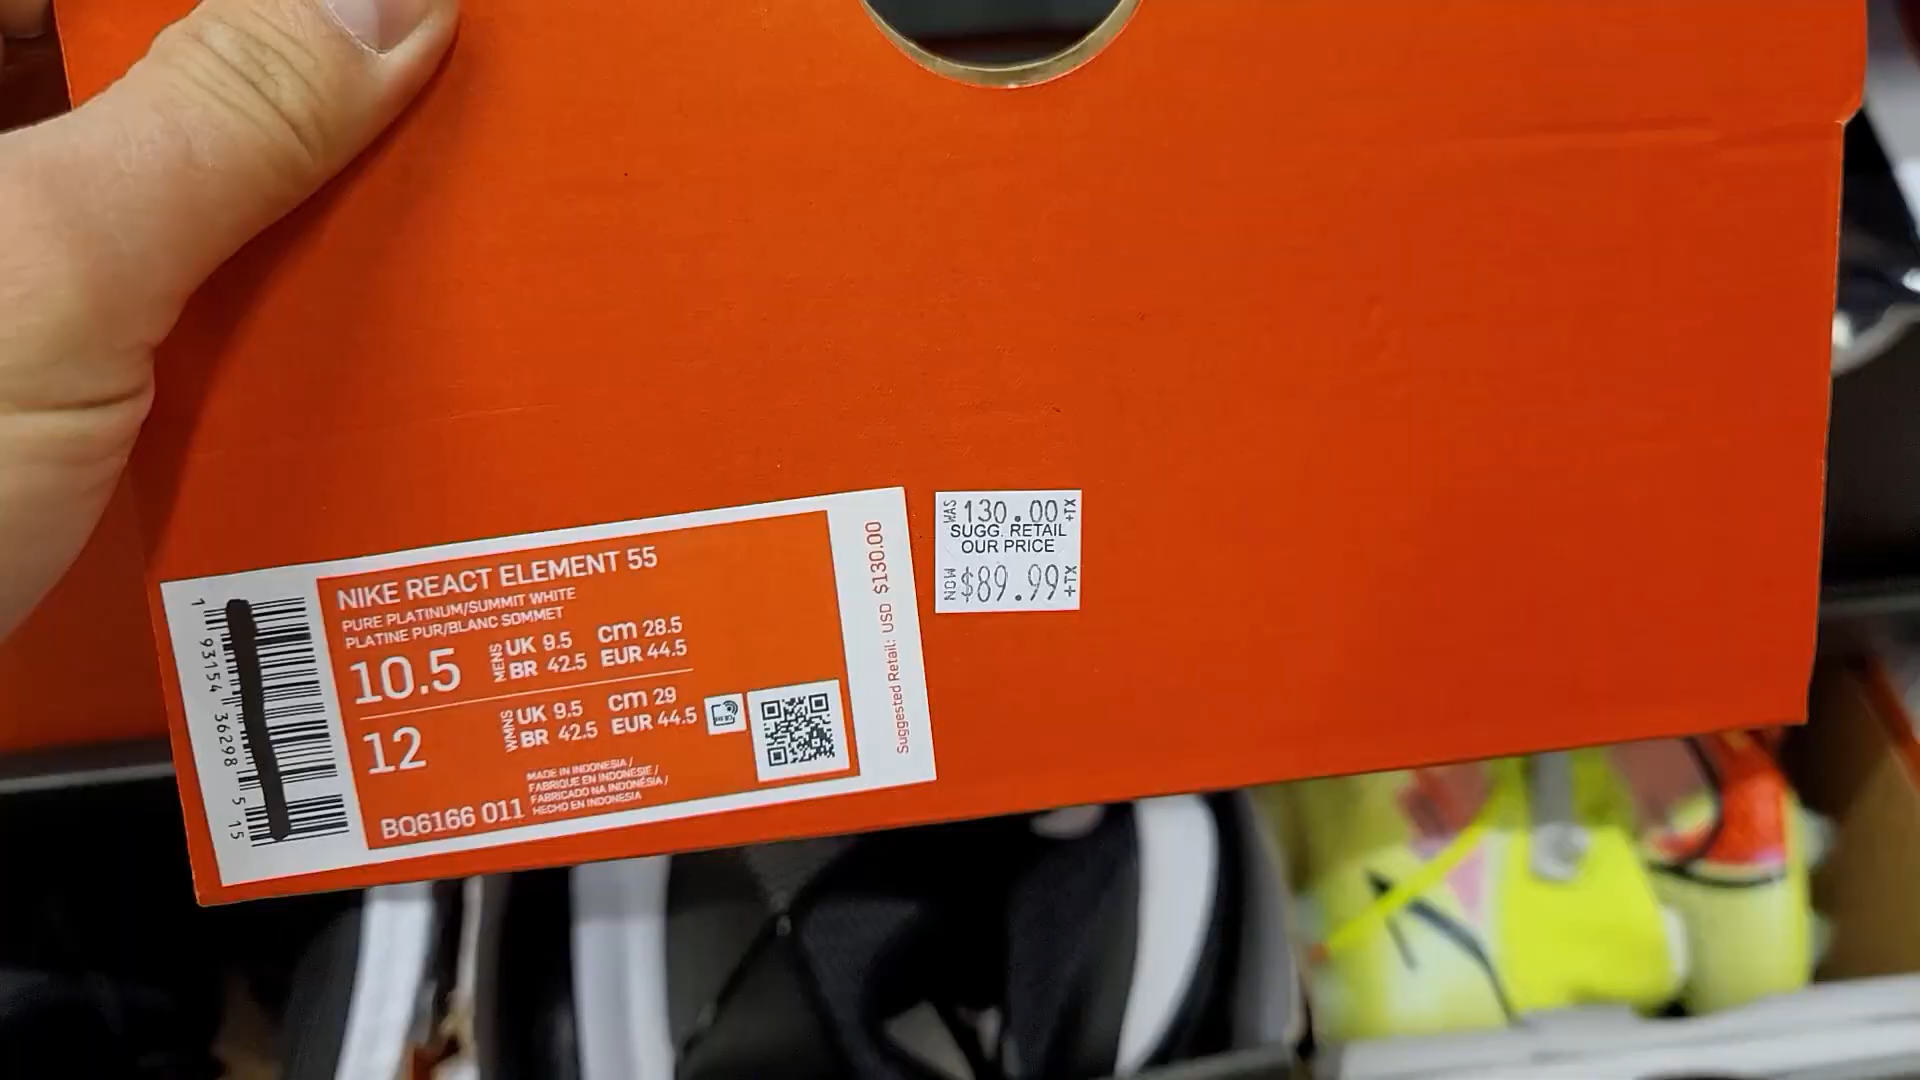 NIKE REACT ELEMENT 55
PURE PLATINUM/SUMMIT WHITE
PLATINE PUR/BLANC SOMMET
10.5 MENS UK 9.5 cm 28.5
BR 42.5 EUR 44.5
12 WMNS UK 9.5 cm 29
BR 42.5 EUR 44.5
MADE IN INDONESIA /
FABRIQUE EN INDONESIE /
FABRICADO NA INDONÉSIA /
HECHO EN INDONESIA
BQ6166 011
1 93154 36298 5 15
Suggested Retail: USD $130.00
WAS 130.00 +TX
SUGG. RETAIL
OUR PRICE
NOW $89.99 +TX